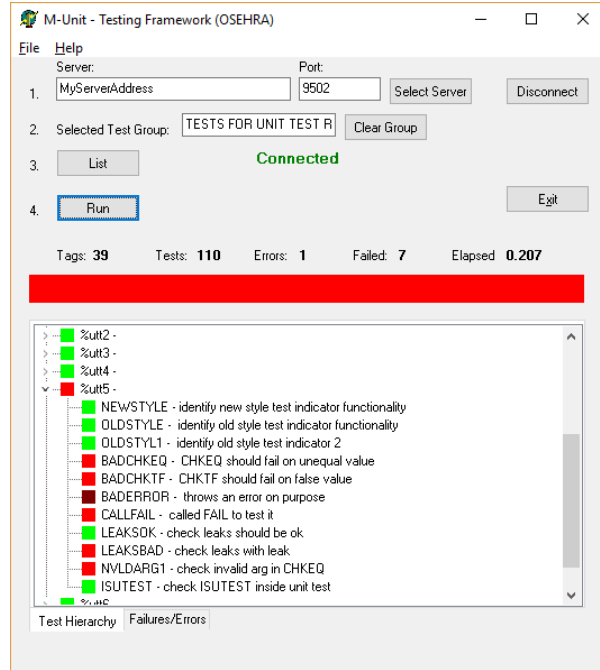 M-Unit - Testing Framework (OSEHRA)
File Help
Server: Port:
1. MyServerAddress 9502 Select Server Disconnect
2. Selected Test Group: TESTS FOR UNIT TEST R Clear Group
3. List Connected
4. Run Exit
Tags: 39 Tests: 110 Errors: 1 Failed: 7 Elapsed 0.207
%utt2 -
%utt3 -
%utt4 -
%utt5 -
NEWSTYLE - identify new style test indicator functionality
OLDSTYLE - identify old style test indicator functionality
OLDSTYL1 - identify old style test indicator 2
BADCHKEQ - CHKEQ should fail on unequal value
BADCHKTF - CHKTF should fail on false value
BADERROR - throws an error on purpose
CALLFAIL - called FAIL to test it
LEAKSOK - check leaks should be ok
LEAKSBAD - check leaks with leak
NVLDARG1 - check invalid arg in CHKEQ
ISUTEST - check ISUTEST inside unit test
Test Hierarchy Failures/Errors